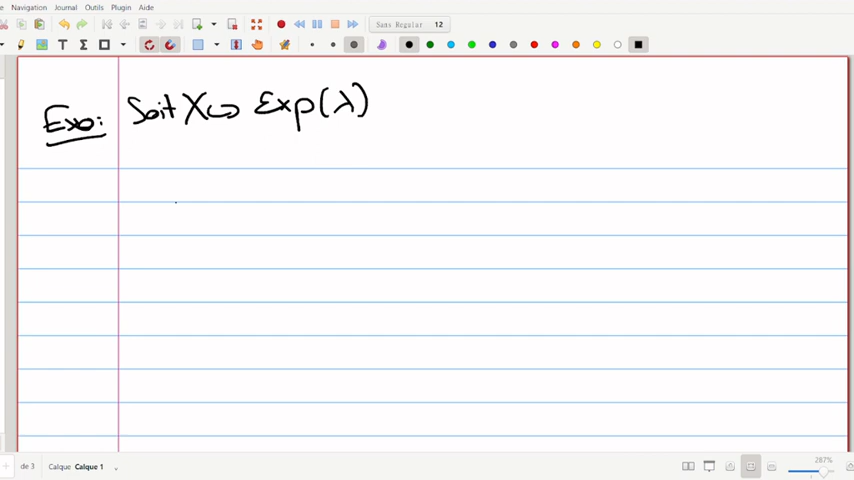 e Navigation Journal Outils Plugin Aide
Sans Regular 12
Exo: Soit X↪ Exp(λ)
de 3 Calque Calque 1 287%